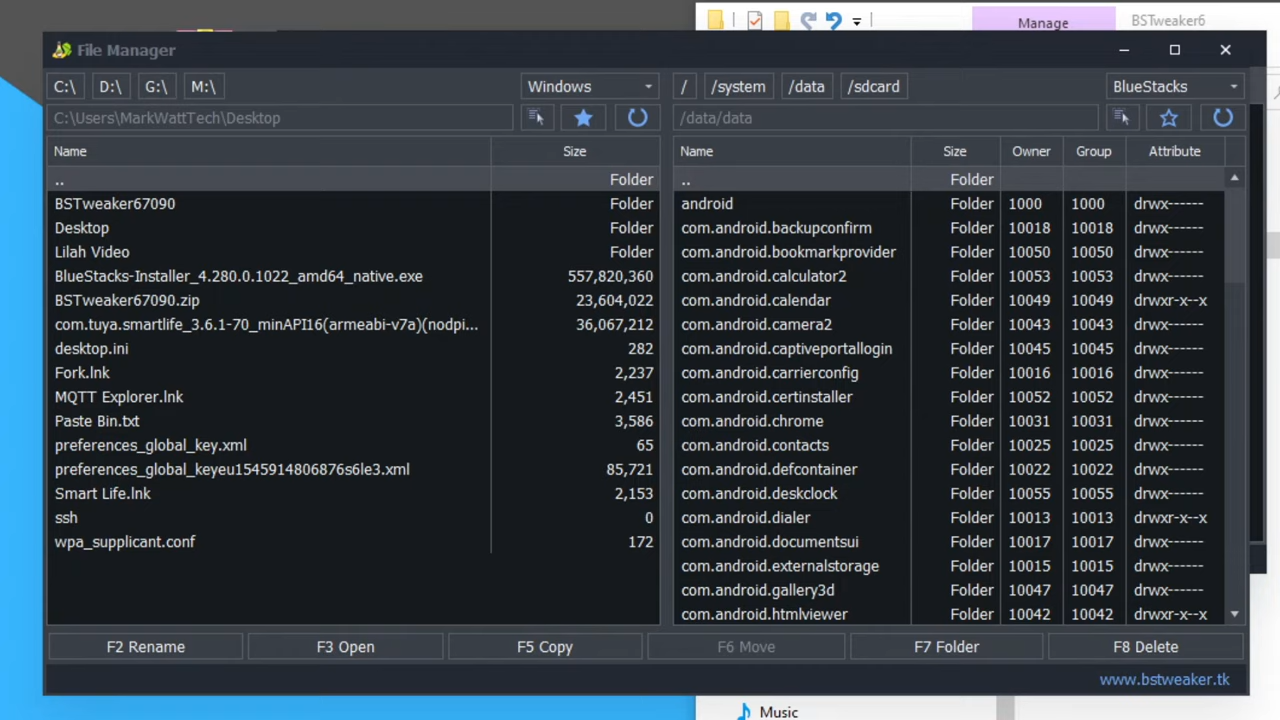 Manage BSTweaker6
File Manager
C:\ D:\ G:\ M:\ Windows / /system /data /sdcard BlueStacks
C:\Users\MarkWattTech\Desktop /data/data
Name Size Name Size Owner Group Attribute
.. Folder .. Folder
BSTweaker67090 Folder android Folder 1000 1000 drwx------
Desktop Folder com.android.backupconfirm Folder 10018 10018 drwx------
Lilah Video Folder com.android.bookmarkprovider Folder 10050 10050 drwx------
BlueStacks-Installer_4.280.0.1022_amd64_native.exe 557,820,360 com.android.calculator2 Folder 10053 10053 drwx------
BSTweaker67090.zip 23,604,022 com.android.calendar Folder 10049 10049 drwxr-x--x
com.tuya.smartlife_3.6.1-70_minAPI16(armeabi-v7a)(nodpi... 36,067,212 com.android.camera2 Folder 10043 10043 drwx------
desktop.ini 282 com.android.captiveportallogin Folder 10045 10045 drwx------
Fork.lnk 2,237 com.android.carrierconfig Folder 10016 10016 drwx------
MQTT Explorer.lnk 2,451 com.android.certinstaller Folder 10052 10052 drwx------
Paste Bin.txt 3,586 com.android.chrome Folder 10031 10031 drwx------
preferences_global_key.xml 65 com.android.contacts Folder 10025 10025 drwx------
preferences_global_keyeu1545914806876s6le3.xml 85,721 com.android.defcontainer Folder 10022 10022 drwx------
Smart Life.lnk 2,153 com.android.deskclock Folder 10055 10055 drwx------
ssh 0 com.android.dialer Folder 10013 10013 drwxr-x--x
wpa_supplicant.conf 172 com.android.documentsui Folder 10017 10017 drwx------
com.android.externalstorage Folder 10015 10015 drwx------
com.android.gallery3d Folder 10047 10047 drwx------
com.android.htmlviewer Folder 10042 10042 drwxr-x--x
F2 Rename F3 Open F5 Copy F6 Move F7 Folder F8 Delete
www.bstweaker.tk
Music